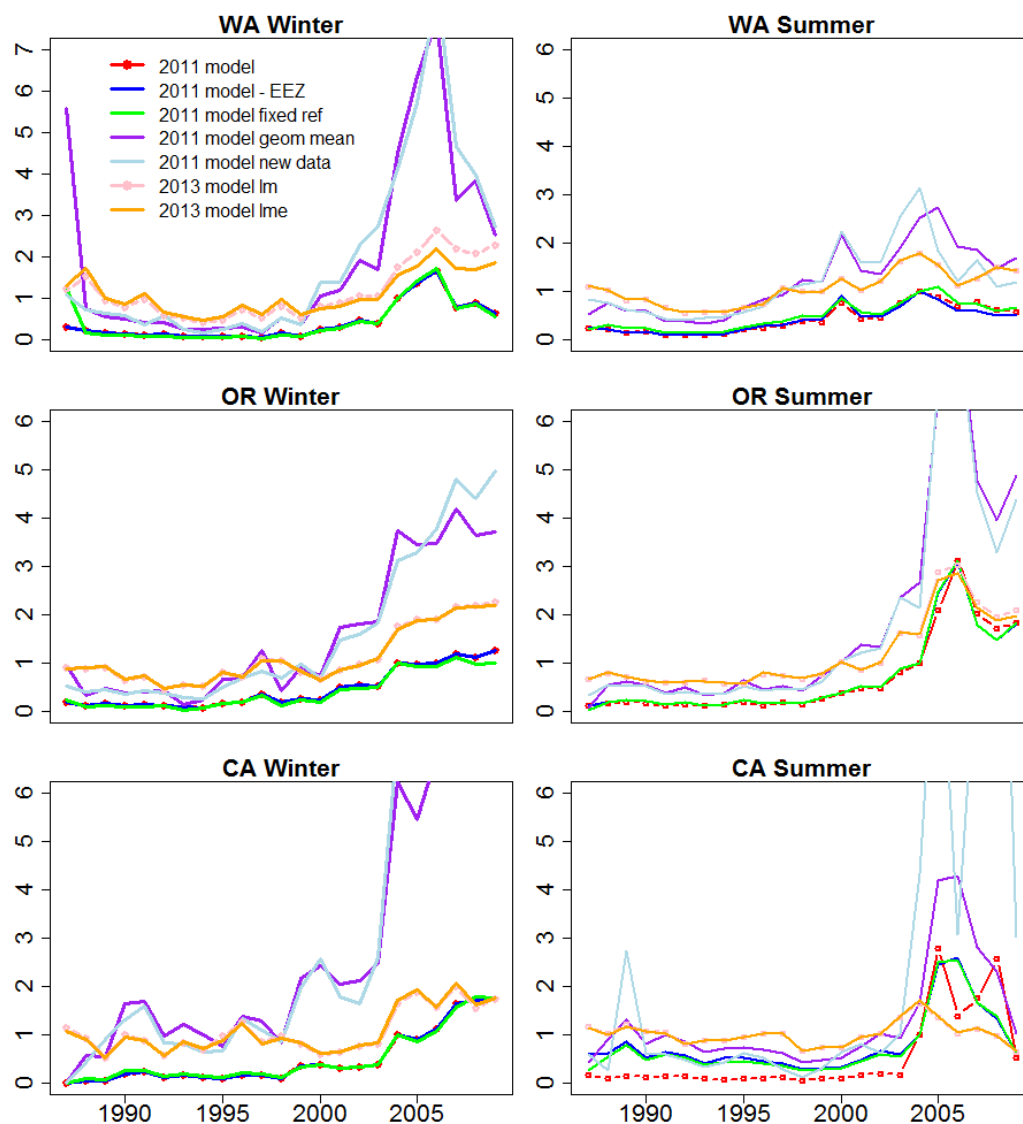 WA Winter
7
6
5
4
3
2
1
0
2011 model
2011 model - EEZ
2011 model fixed ref
2011 model geom mean
2011 model new data
2013 model lm
2013 model lme
WA Summer
6
5
4
3
2
1
0
OR Winter
6
5
4
3
2
1
0
OR Summer
6
5
4
3
2
1
0
CA Winter
6
5
4
3
2
1
0
1990 1995 2000 2005
CA Summer
6
5
4
3
2
1
0
1990 1995 2000 2005